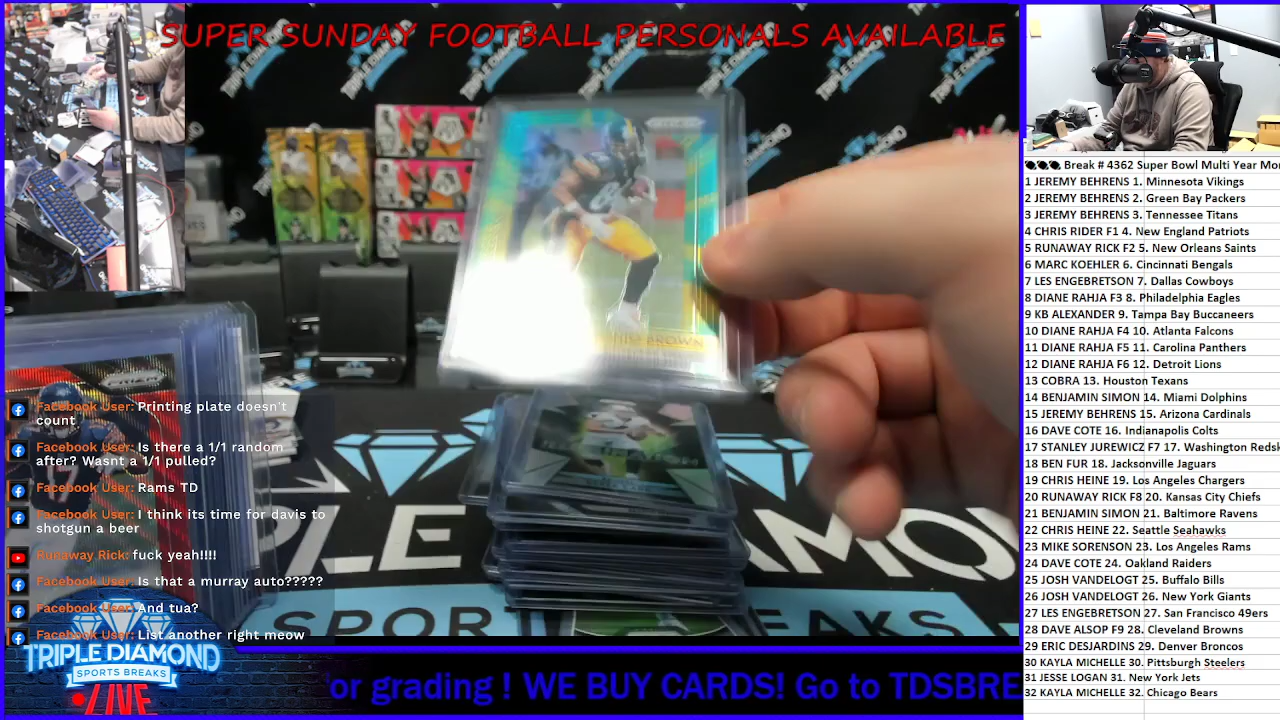 SUPER SUNDAY FOOTBALL PERSONALS AVAILABLE
TRIPLE DIAMOND
BROWN
Facebook User: Printing plate doesn't
count
Facebook User: Is there a 1/1 random
after? Wasnt a 1/1 pulled?
Facebook User: Rams TD
Facebook User: I think its time for davis to
shotgun a beer
Runaway Rick: fuck yeah!!!!
Facebook User: Is that a murray auto?????
Facebook User: And tua?
Facebook User: List another right meow
TRIPLE DIAMOND
SPORTS BREAKS
LIVE
PLE DIAMON
SPOR BREAKS
or grading ! WE BUY CARDS! Go to TDSBRE
Break # 4362 Super Bowl Multi Year Mo
1 JEREMY BEHRENS 1. Minnesota Vikings
2 JEREMY BEHRENS 2. Green Bay Packers
3 JEREMY BEHRENS 3. Tennessee Titans
4 CHRIS RIDER F1 4. New England Patriots
5 RUNAWAY RICK F2 5. New Orleans Saints
6 MARC KOEHLER 6. Cincinnati Bengals
7 LES ENGEBRETSON 7. Dallas Cowboys
8 DIANE RAHJA F3 8. Philadelphia Eagles
9 KB ALEXANDER 9. Tampa Bay Buccaneers
10 DIANE RAHJA F4 10. Atlanta Falcons
11 DIANE RAHJA F5 11. Carolina Panthers
12 DIANE RAHJA F6 12. Detroit Lions
13 COBRA 13. Houston Texans
14 BENJAMIN SIMON 14. Miami Dolphins
15 JEREMY BEHRENS 15. Arizona Cardinals
16 DAVE COTE 16. Indianapolis Colts
17 STANLEY JUREWICZ F7 17. Washington Redsk
18 BEN FUR 18. Jacksonville Jaguars
19 CHRIS HEINE 19. Los Angeles Chargers
20 RUNAWAY RICK F8 20. Kansas City Chiefs
21 BENJAMIN SIMON 21. Baltimore Ravens
22 CHRIS HEINE 22. Seattle Seahawks
23 MIKE SORENSON 23. Los Angeles Rams
24 DAVE COTE 24. Oakland Raiders
25 JOSH VANDELOGT 25. Buffalo Bills
26 JOSH VANDELOGT 26. New York Giants
27 LES ENGEBRETSON 27. San Francisco 49ers
28 DAVE ALSOP F9 28. Cleveland Browns
29 ERIC VOLLMAR 29. Denver Broncos
30 KAYLA MICHELLE 30. Pittsburgh Steelers
31 JESSE LOGAN 31. New York Jets
32 KAYLA MICHELLE 32. Chicago Bears